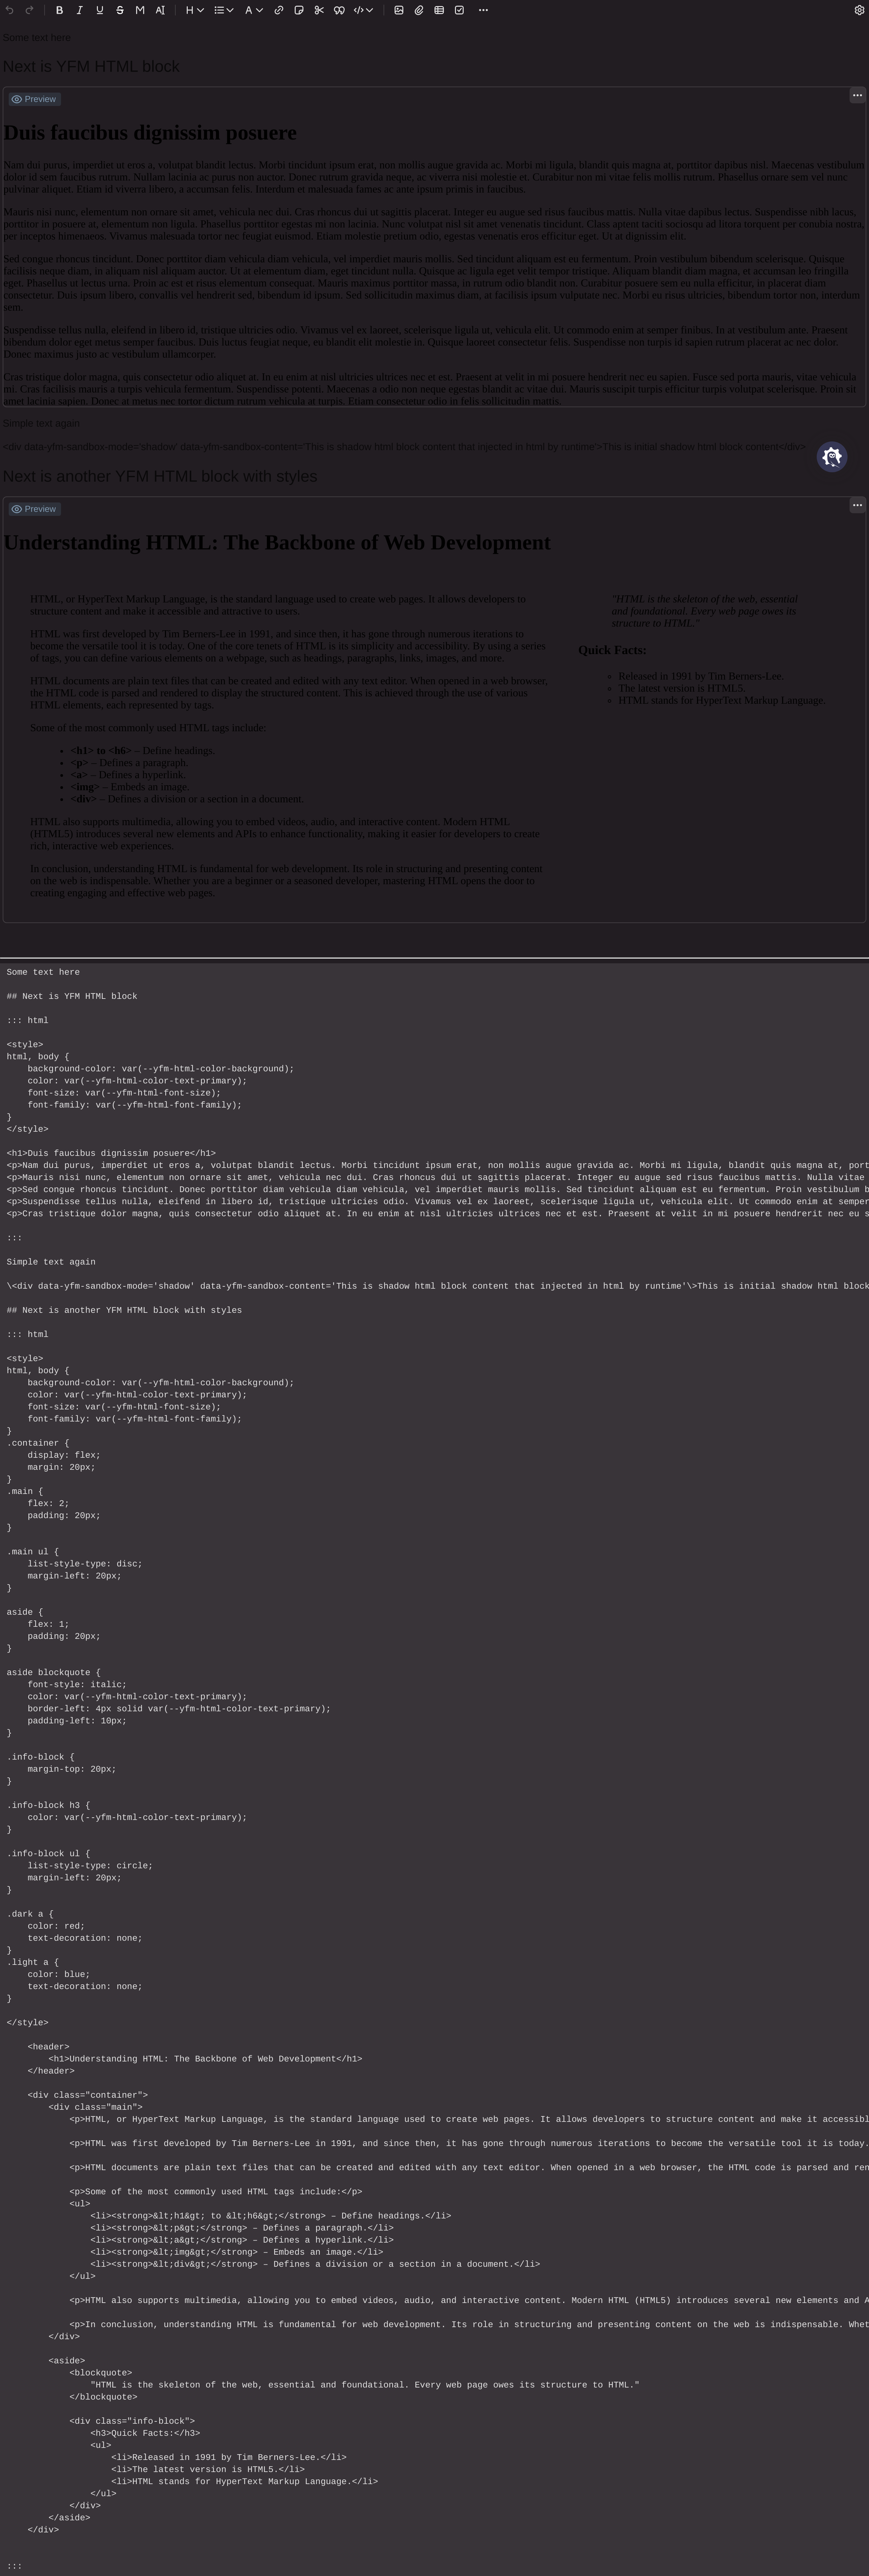 B I U S M A H A
Some text here
Next is YFM HTML block
Preview
Duis faucibus dignissim posuere
Nam dui purus, imperdiet ut eros a, volutpat blandit lectus. Morbi tincidunt ipsum erat, non mollis augue gravida ac. Morbi mi ligula, blandit quis magna at, porttitor dapibus nisl. Maecenas vestibulum
dolor id sem faucibus rutrum. Nullam lacinia ac purus non auctor. Donec rutrum gravida neque, ac viverra nisi molestie et. Curabitur non mi vitae felis mollis rutrum. Phasellus ornare sem vel nunc
pulvinar aliquet. Etiam id viverra libero, a accumsan felis. Interdum et malesuada fames ac ante ipsum primis in faucibus.
Mauris nisi nunc, elementum non ornare sit amet, vehicula nec dui. Cras rhoncus dui ut sagittis placerat. Integer eu augue sed risus faucibus mattis. Nulla vitae dapibus lectus. Suspendisse nibh lacus,
porttitor in posuere at, elementum non ligula. Phasellus porttitor egestas mi non lacinia. Nunc volutpat nisl sit amet venenatis tincidunt. Class aptent taciti sociosqu ad litora torquent per conubia nostra,
per inceptos himenaeos. Vivamus malesuada tortor nec feugiat euismod. Etiam molestie pretium odio, egestas venenatis eros efficitur eget. Ut at dignissim elit.
Sed congue rhoncus tincidunt. Donec porttitor diam vehicula diam vehicula, vel imperdiet mauris mollis. Sed tincidunt aliquam est eu fermentum. Proin vestibulum bibendum scelerisque. Quisque
facilisis neque diam, in aliquam nisl aliquam auctor. Ut at elementum diam, eget tincidunt nulla. Quisque ac ligula eget velit tempor tristique. Aliquam blandit diam magna, et accumsan leo fringilla
eget. Phasellus ut lectus urna. Proin ac est et risus elementum consequat. Mauris maximus porttitor massa, in rutrum odio blandit non. Curabitur posuere sem eu nulla efficitur, in placerat diam
consectetur. Duis ipsum libero, convallis vel hendrerit sed, bibendum id ipsum. Sed sollicitudin maximus diam, at facilisis ipsum vulputate nec. Morbi eu risus ultricies, bibendum tortor non, interdum
sem.
Suspendisse tellus nulla, eleifend in libero id, tristique ultricies odio. Vivamus vel ex laoreet, scelerisque ligula ut, vehicula elit. Ut commodo enim at semper finibus. In at vestibulum ante. Praesent
bibendum dolor eget metus semper faucibus. Duis luctus feugiat neque, eu blandit elit molestie in. Quisque laoreet consectetur felis. Suspendisse non turpis id sapien rutrum placerat ac nec dolor.
Donec maximus justo ac vestibulum ullamcorper.
Cras tristique dolor magna, quis consectetur odio aliquet at. In eu enim at nisl ultricies ultrices nec et est. Praesent at velit in mi posuere hendrerit nec eu sapien. Fusce sed porta mauris, vitae vehicula
mi. Cras facilisis mauris a turpis vehicula fermentum. Suspendisse potenti. Maecenas a odio non neque egestas blandit ac vitae dui. Mauris suscipit turpis efficitur turpis volutpat scelerisque. Proin sit
amet lacinia sapien. Donec at metus nec tortor dictum rutrum vehicula at turpis. Etiam consectetur odio in felis sollicitudin mattis.
Simple text again
<div data-yfm-sandbox-mode='shadow' data-yfm-sandbox-content='This is shadow html block content that injected in html by runtime'>This is initial shadow html block content</div>
Next is another YFM HTML block with styles
Preview
Understanding HTML: The Backbone of Web Development
HTML, or HyperText Markup Language, is the standard language used to create web pages. It allows developers to
structure content and make it accessible and attractive to users.
HTML was first developed by Tim Berners-Lee in 1991, and since then, it has gone through numerous iterations to
become the versatile tool it is today. One of the core tenets of HTML is its simplicity and accessibility. By using a series
of tags, you can define various elements on a webpage, such as headings, paragraphs, links, images, and more.
HTML documents are plain text files that can be created and edited with any text editor. When opened in a web browser,
the HTML code is parsed and rendered to display the structured content. This is achieved through the use of various
HTML elements, each represented by tags.
Some of the most commonly used HTML tags include:
• <h1> to <h6> – Define headings.
• <p> – Defines a paragraph.
• <a> – Defines a hyperlink.
• <img> – Embeds an image.
• <div> – Defines a division or a section in a document.
HTML also supports multimedia, allowing you to embed videos, audio, and interactive content. Modern HTML
(HTML5) introduces several new elements and APIs to enhance functionality, making it easier for developers to create
rich, interactive web experiences.
In conclusion, understanding HTML is fundamental for web development. Its role in structuring and presenting content
on the web is indispensable. Whether you are a beginner or a seasoned developer, mastering HTML opens the door to
creating engaging and effective web pages.
"HTML is the skeleton of the web, essential
and foundational. Every web page owes its
structure to HTML."
Quick Facts:
◦ Released in 1991 by Tim Berners-Lee.
◦ The latest version is HTML5.
◦ HTML stands for HyperText Markup Language.
Some text here
## Next is YFM HTML block
::: html
<style>
html, body {
    background-color: var(--yfm-html-color-background);
    color: var(--yfm-html-color-text-primary);
    font-size: var(--yfm-html-font-size);
    font-family: var(--yfm-html-font-family);
}
</style>
<h1>Duis faucibus dignissim posuere</h1>
<p>Nam dui purus, imperdiet ut eros a, volutpat blandit lectus. Morbi tincidunt ipsum erat, non mollis augue gravida ac. Morbi mi ligula, blandit quis magna at, port
<p>Mauris nisi nunc, elementum non ornare sit amet, vehicula nec dui. Cras rhoncus dui ut sagittis placerat. Integer eu augue sed risus faucibus mattis. Nulla vitae
<p>Sed congue rhoncus tincidunt. Donec porttitor diam vehicula diam vehicula, vel imperdiet mauris mollis. Sed tincidunt aliquam est eu fermentum. Proin vestibulum b
<p>Suspendisse tellus nulla, eleifend in libero id, tristique ultricies odio. Vivamus vel ex laoreet, scelerisque ligula ut, vehicula elit. Ut commodo enim at semper
<p>Cras tristique dolor magna, quis consectetur odio aliquet at. In eu enim at nisl ultricies ultrices nec et est. Praesent at velit in mi posuere hendrerit nec eu s
:::
Simple text again
\<div data-yfm-sandbox-mode='shadow' data-yfm-sandbox-content='This is shadow html block content that injected in html by runtime'\>This is initial shadow html block
## Next is another YFM HTML block with styles
::: html
<style>
html, body {
    background-color: var(--yfm-html-color-background);
    color: var(--yfm-html-color-text-primary);
    font-size: var(--yfm-html-font-size);
    font-family: var(--yfm-html-font-family);
}
.container {
    display: flex;
    margin: 20px;
}
.main {
    flex: 2;
    padding: 20px;
}
.main ul {
    list-style-type: disc;
    margin-left: 20px;
}
aside {
    flex: 1;
    padding: 20px;
}
aside blockquote {
    font-style: italic;
    color: var(--yfm-html-color-text-primary);
    border-left: 4px solid var(--yfm-html-color-text-primary);
    padding-left: 10px;
}
.info-block {
    margin-top: 20px;
}
.info-block h3 {
    color: var(--yfm-html-color-text-primary);
}
.info-block ul {
    list-style-type: circle;
    margin-left: 20px;
}
.dark a {
    color: red;
    text-decoration: none;
}
.light a {
    color: blue;
    text-decoration: none;
}
</style>
    <header>
        <h1>Understanding HTML: The Backbone of Web Development</h1>
    </header>
    <div class="container">
        <div class="main">
            <p>HTML, or HyperText Markup Language, is the standard language used to create web pages. It allows developers to structure content and make it accessibl
            <p>HTML was first developed by Tim Berners-Lee in 1991, and since then, it has gone through numerous iterations to become the versatile tool it is today.
            <p>HTML documents are plain text files that can be created and edited with any text editor. When opened in a web browser, the HTML code is parsed and ren
            <p>Some of the most commonly used HTML tags include:</p>
            <ul>
                <li><strong>&lt;h1&gt; to &lt;h6&gt;</strong> – Define headings.</li>
                <li><strong>&lt;p&gt;</strong> – Defines a paragraph.</li>
                <li><strong>&lt;a&gt;</strong> – Defines a hyperlink.</li>
                <li><strong>&lt;img&gt;</strong> – Embeds an image.</li>
                <li><strong>&lt;div&gt;</strong> – Defines a division or a section in a document.</li>
            </ul>
            <p>HTML also supports multimedia, allowing you to embed videos, audio, and interactive content. Modern HTML (HTML5) introduces several new elements and A
            <p>In conclusion, understanding HTML is fundamental for web development. Its role in structuring and presenting content on the web is indispensable. Whet
        </div>
        <aside>
            <blockquote>
                "HTML is the skeleton of the web, essential and foundational. Every web page owes its structure to HTML."
            </blockquote>
            <div class="info-block">
                <h3>Quick Facts:</h3>
                <ul>
                    <li>Released in 1991 by Tim Berners-Lee.</li>
                    <li>The latest version is HTML5.</li>
                    <li>HTML stands for HyperText Markup Language.</li>
                </ul>
            </div>
        </aside>
    </div>
:::